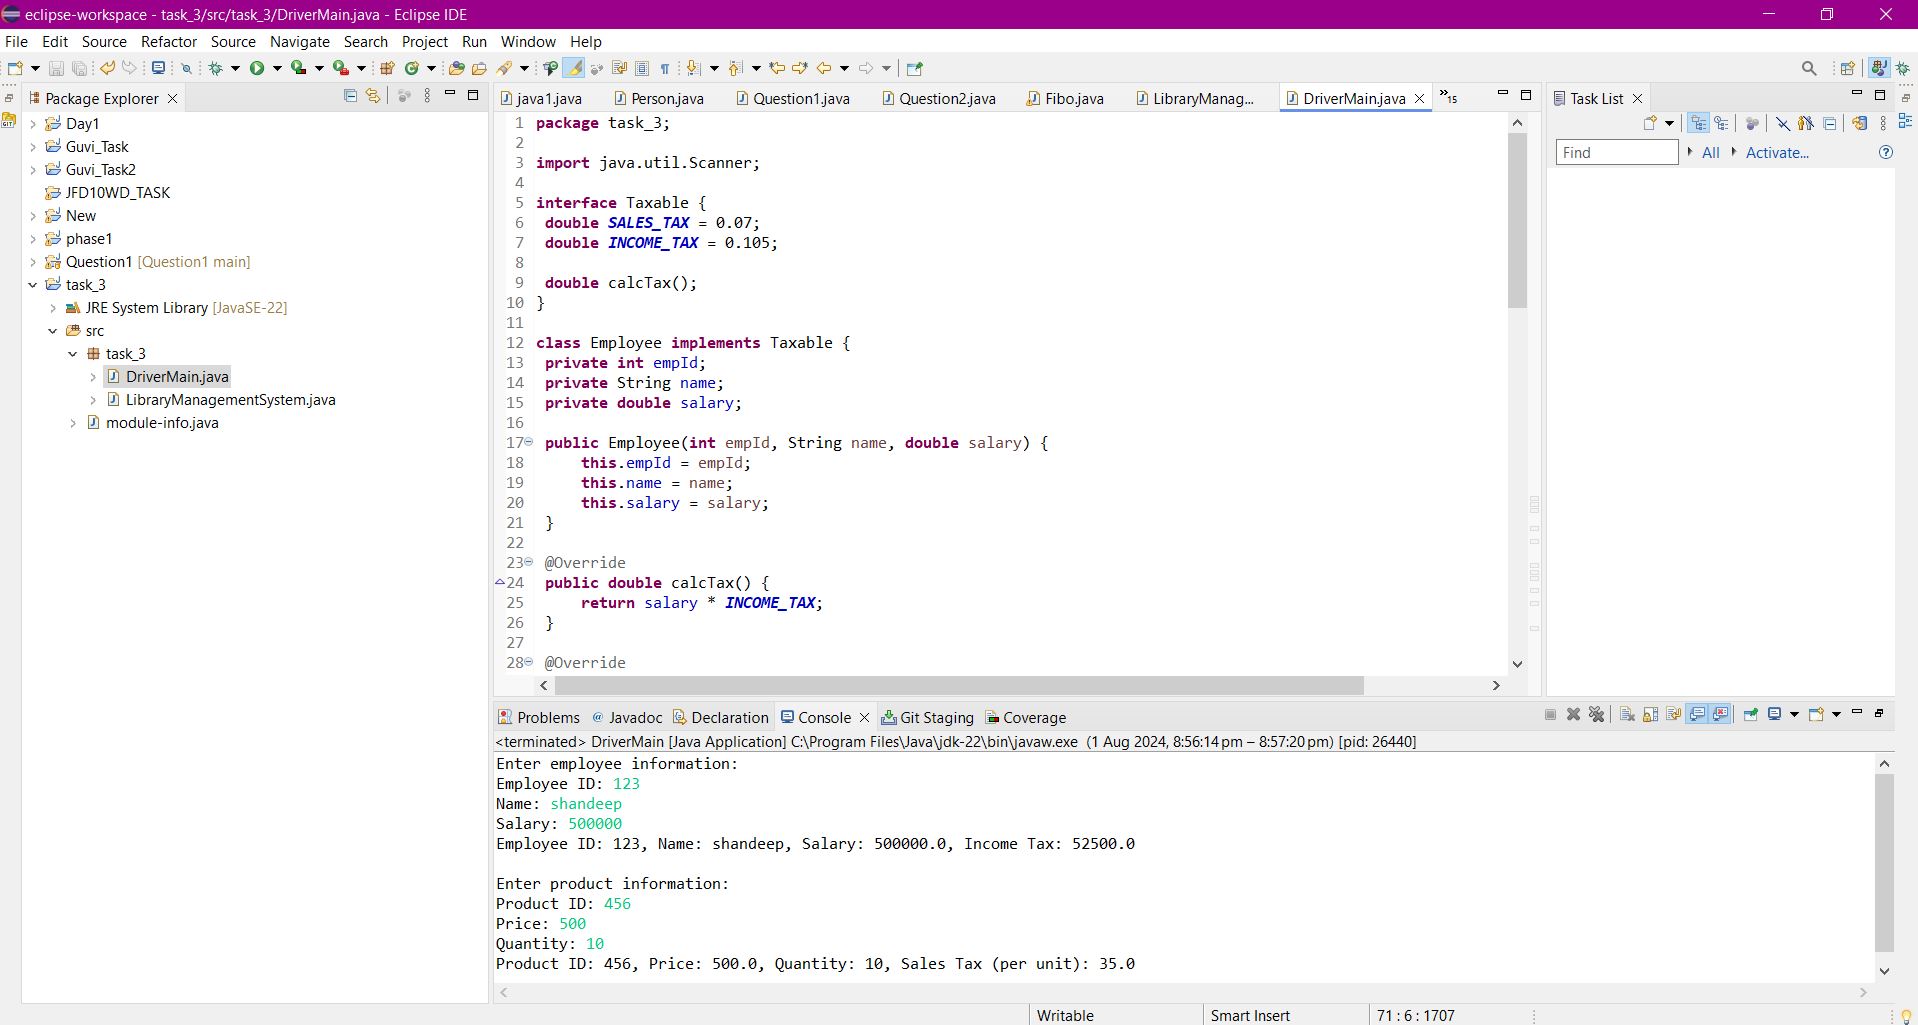 eclipse-workspace - task_3/src/task_3/DriverMain.java - Eclipse IDE
File Edit Source Refactor Source Navigate Search Project Run Window Help
Package Explorer
Day1
Guvi_Task
Guvi_Task2
JFD10WD_TASK
New
phase1
Question1 [Question1 main]
task_3
JRE System Library [JavaSE-22]
src
task_3
DriverMain.java
LibraryManagementSystem.java
module-info.java
java1.java Person.java Question1.java Question2.java Fibo.java LibraryManag... DriverMain.java »15
1 package task_3;
2
3 import java.util.Scanner;
4
5 interface Taxable {
6 double SALES_TAX = 0.07;
7 double INCOME_TAX = 0.105;
8
9 double calcTax();
10 }
11
12 class Employee implements Taxable {
13 private int empId;
14 private String name;
15 private double salary;
16
17 public Employee(int empId, String name, double salary) {
18 this.empId = empId;
19 this.name = name;
20 this.salary = salary;
21 }
22
23 @Override
24 public double calcTax() {
25 return salary * INCOME_TAX;
26 }
27
28 @Override
Task List
Find All Activate...
Problems @ Javadoc Declaration Console Git Staging Coverage
<terminated> DriverMain [Java Application] C:\Program Files\Java\jdk-22\bin\javaw.exe (1 Aug 2024, 8:56:14 pm – 8:57:20 pm) [pid: 26440]
Enter employee information:
Employee ID: 123
Name: shandeep
Salary: 500000
Employee ID: 123, Name: shandeep, Salary: 500000.0, Income Tax: 52500.0
Enter product information:
Product ID: 456
Price: 500
Quantity: 10
Product ID: 456, Price: 500.0, Quantity: 10, Sales Tax (per unit): 35.0
Writable Smart Insert 71 : 6 : 1707